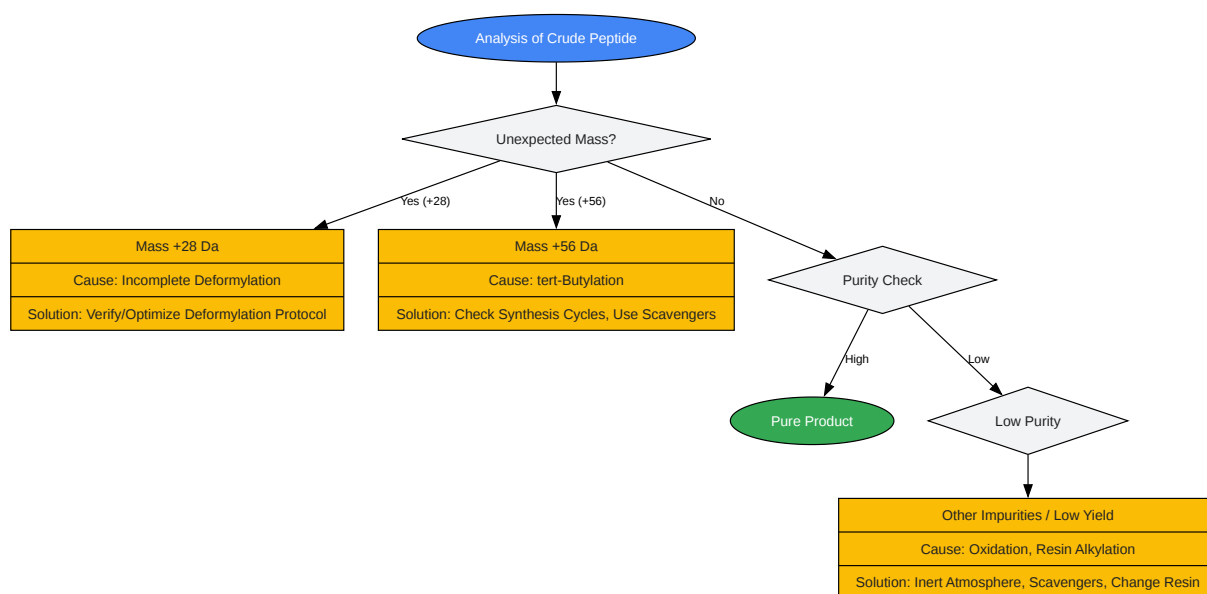 Analysis of Crude Peptide
Unexpected Mass?
Yes (+28)
Yes (+56)
No
Mass +28 Da
Cause: Incomplete Deformylation
Solution: Verify/Optimize Deformylation Protocol
Mass +56 Da
Cause: tert-Butylation
Solution: Check Synthesis Cycles, Use Scavengers
Purity Check
High
Low
Pure Product
Low Purity
Other Impurities / Low Yield
Cause: Oxidation, Resin Alkylation
Solution: Inert Atmosphere, Scavengers, Change Resin